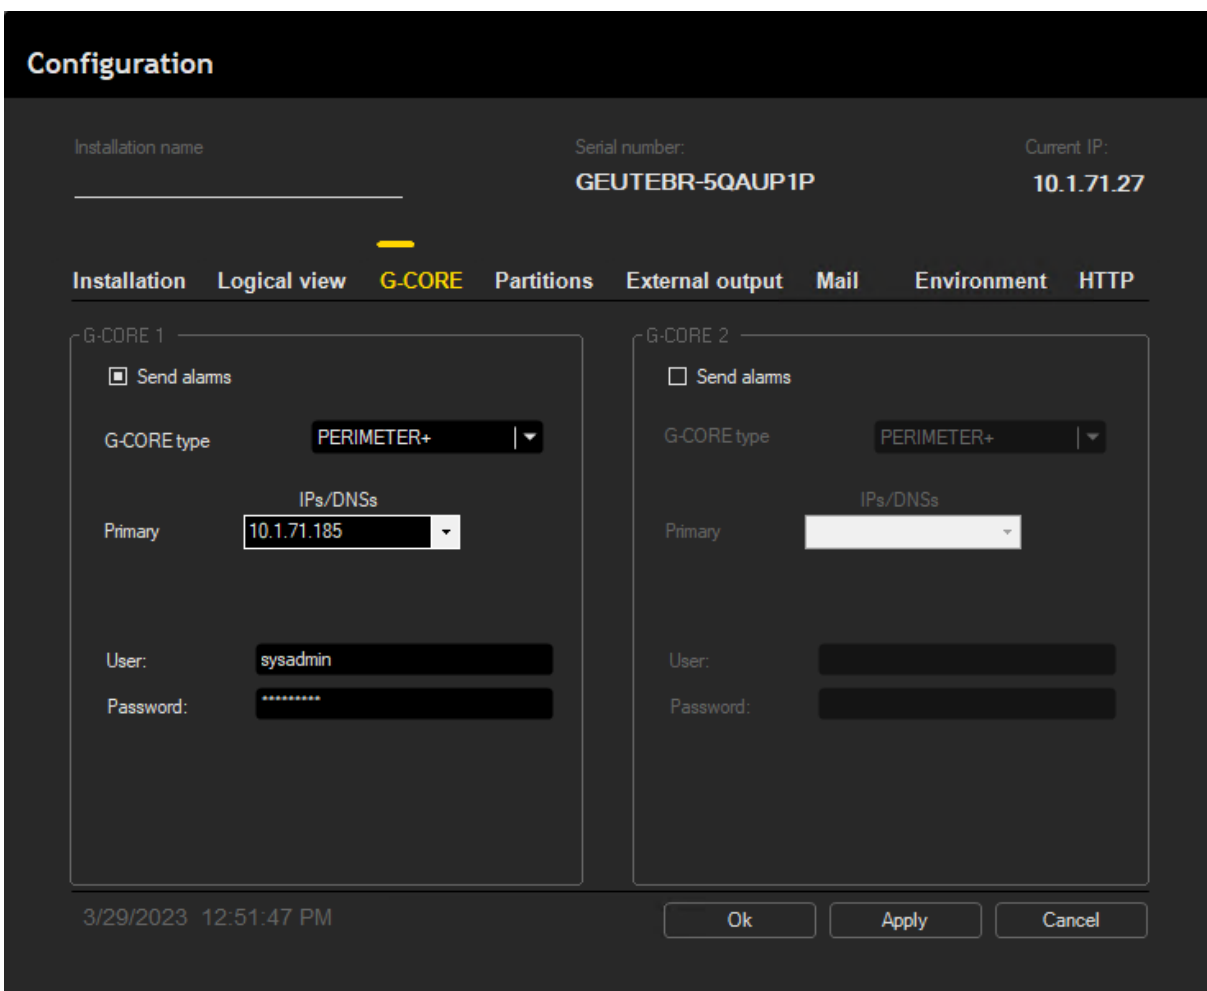 Configuration
Installation name
Serial number:
Current IP:
GEUTEBR-5QAUP1P
10.1.71.27
Installation Logical view G-CORE Partitions External output Mail Environment HTTP
G-CORE 1
Send alarms
G-CORE type PERIMETER+
IPs/DNSs
Primary 10.1.71.185
User: sysadmin
Password: *********
G-CORE 2
Send alarms
G-CORE type PERIMETER+
IPs/DNSs
Primary
User:
Password:
3/29/2023 12:51:47 PM
Ok Apply Cancel